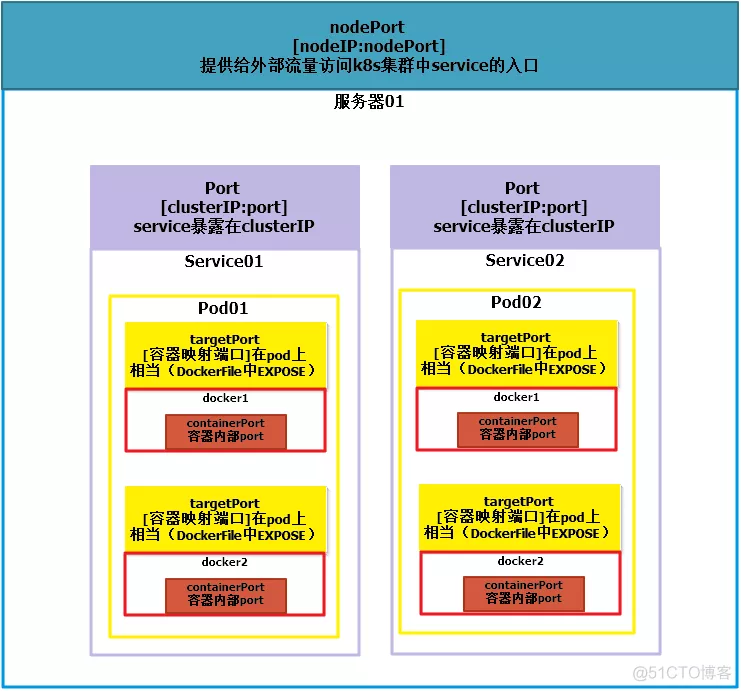 nodePort
[nodeIP:nodePort]
提供给外部流量访问k8s集群中service的入口
服务器01
Port
[clusterIP:port]
service暴露在clusterIP
Service01
Pod01
targetPort
[容器映射端口]在pod上
相当（DockerFile中EXPOSE）
docker1
containerPort
容器内部port
targetPort
[容器映射端口]在pod上
相当（DockerFile中EXPOSE）
docker2
containerPort
容器内部port
Port
[clusterIP:port]
service暴露在clusterIP
Service02
Pod02
targetPort
[容器映射端口]在pod上
相当（DockerFile中EXPOSE）
docker1
containerPort
容器内部port
targetPort
[容器映射端口]在pod上
相当（DockerFile中EXPOSE）
docker2
containerPort
容器内部port
@51CTO博客